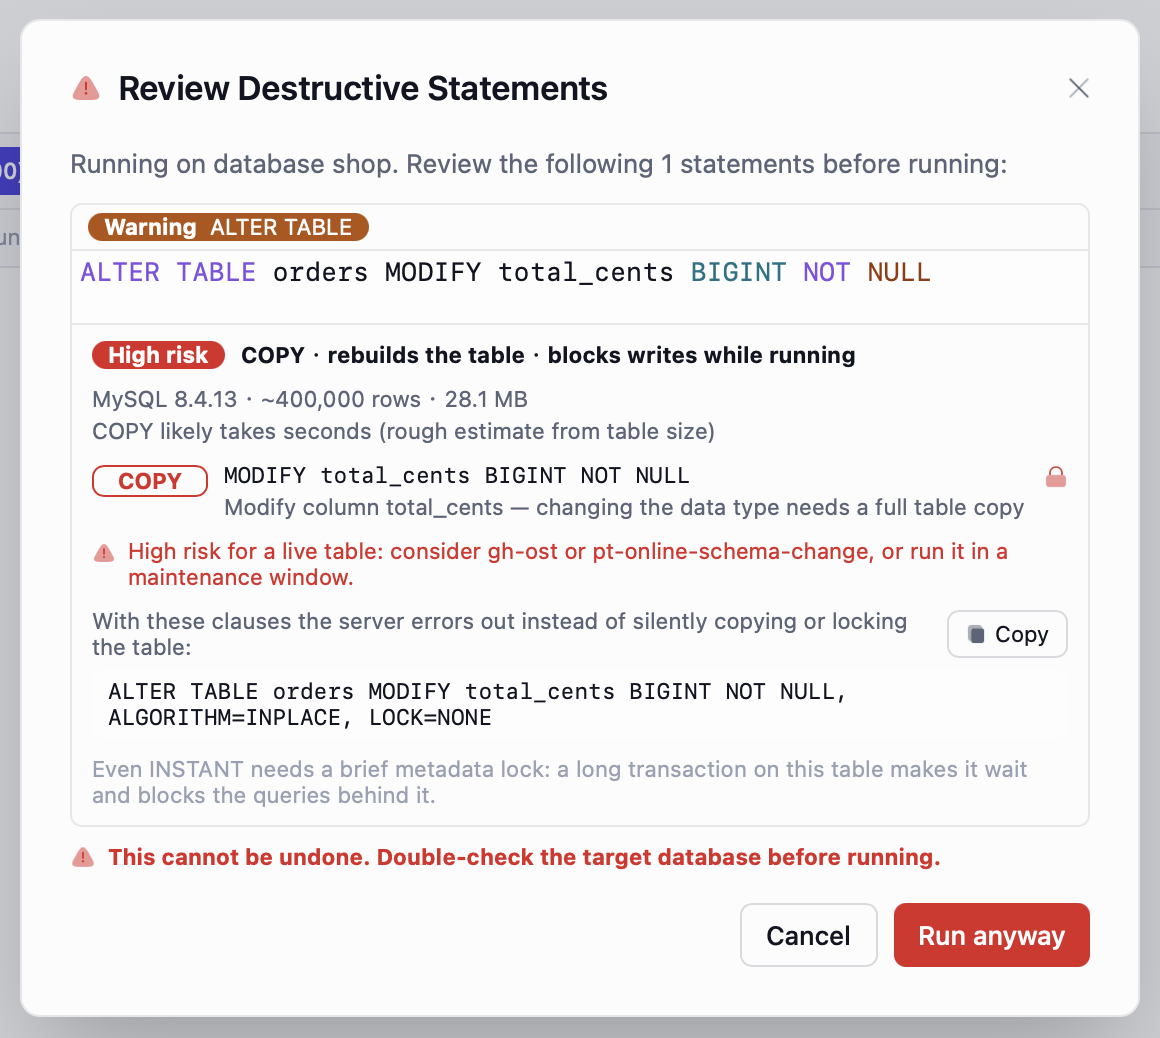 Review Destructive Statements
Running on database shop. Review the following 1 statements before running:
Warning ALTER TABLE
ALTER TABLE orders MODIFY total_cents BIGINT NOT NULL
High risk COPY · rebuilds the table · blocks writes while running
MySQL 8.4.13 · ~400,000 rows · 28.1 MB
COPY likely takes seconds (rough estimate from table size)
COPY MODIFY total_cents BIGINT NOT NULL
Modify column total_cents — changing the data type needs a full table copy
High risk for a live table: consider gh-ost or pt-online-schema-change, or run it in a
maintenance window.
With these clauses the server errors out instead of silently copying or locking
the table:
Copy
ALTER TABLE orders MODIFY total_cents BIGINT NOT NULL,
ALGORITHM=INPLACE, LOCK=NONE
Even INSTANT needs a brief metadata lock: a long transaction on this table makes it wait
and blocks the queries behind it.
This cannot be undone. Double-check the target database before running.
Cancel Run anyway